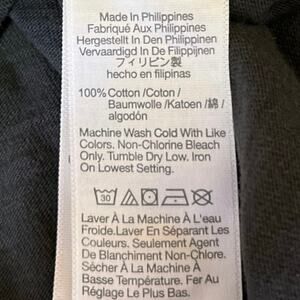 Made In Philippines
Fabriqué Aux Philippines
Hergestellt In Den Philippinen
Vervaardigd In De Filippijnen
フィリピン製
hecho en filipinas
100% Cotton /Coton /
Baumwolle /Katoen /綿 /
algodón
Machine Wash Cold With Like
Colors. Non-Chlorine Bleach
Only. Tumble Dry Low. Iron
On Lowest Setting.
30
Laver À La Machine À L'eau
Froide.Laver En Séparant Les
Couleurs. Seulement Agent
De Blanchiment Non-Chlore.
Sécher À La Machine À
Basse Température. Fer Au
Réglage Le Plus Bas.